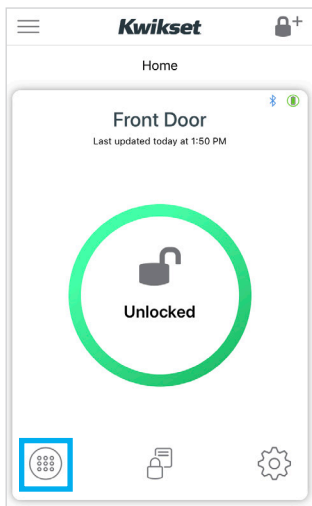 Kwikset
Home
Front Door
Last updated today at 1:50 PM
Unlocked